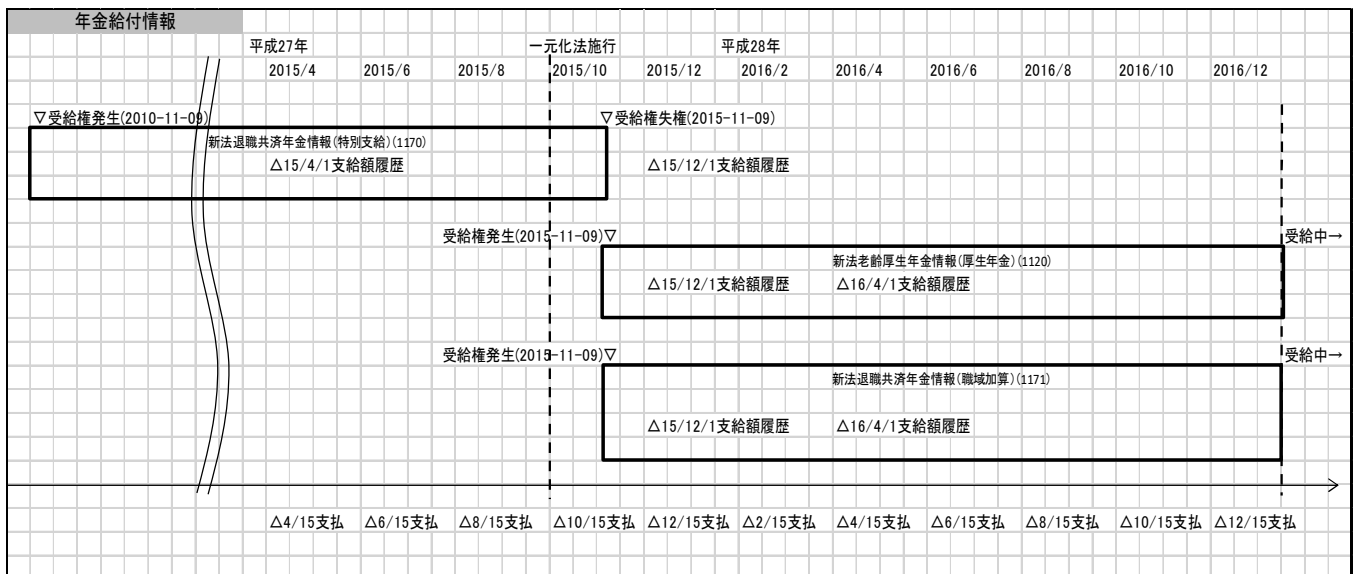 年金給付情報
平成27年 一元化法施行 平成28年
2015/4 2015/6 2015/8 2015/10 2015/12 2016/2 2016/4 2016/6 2016/8 2016/10 2016/12
▽受給権発生(2010-11-09) ▽受給権失権(2015-11-09)
新法退職共済年金情報(特別支給)(1170)
△15/4/1支給額履歴 △15/12/1支給額履歴
受給権発生(2015-11-09)▽ 受給中→
新法老齢厚生年金情報(厚生年金)(1120)
△15/12/1支給額履歴 △16/4/1支給額履歴
受給権発生(2015-11-09)▽ 受給中→
新法退職共済年金情報(職域加算)(1171)
△15/12/1支給額履歴 △16/4/1支給額履歴
△4/15支払 △6/15支払 △8/15支払 △10/15支払 △12/15支払 △2/15支払 △4/15支払 △6/15支払 △8/15支払 △10/15支払 △12/15支払